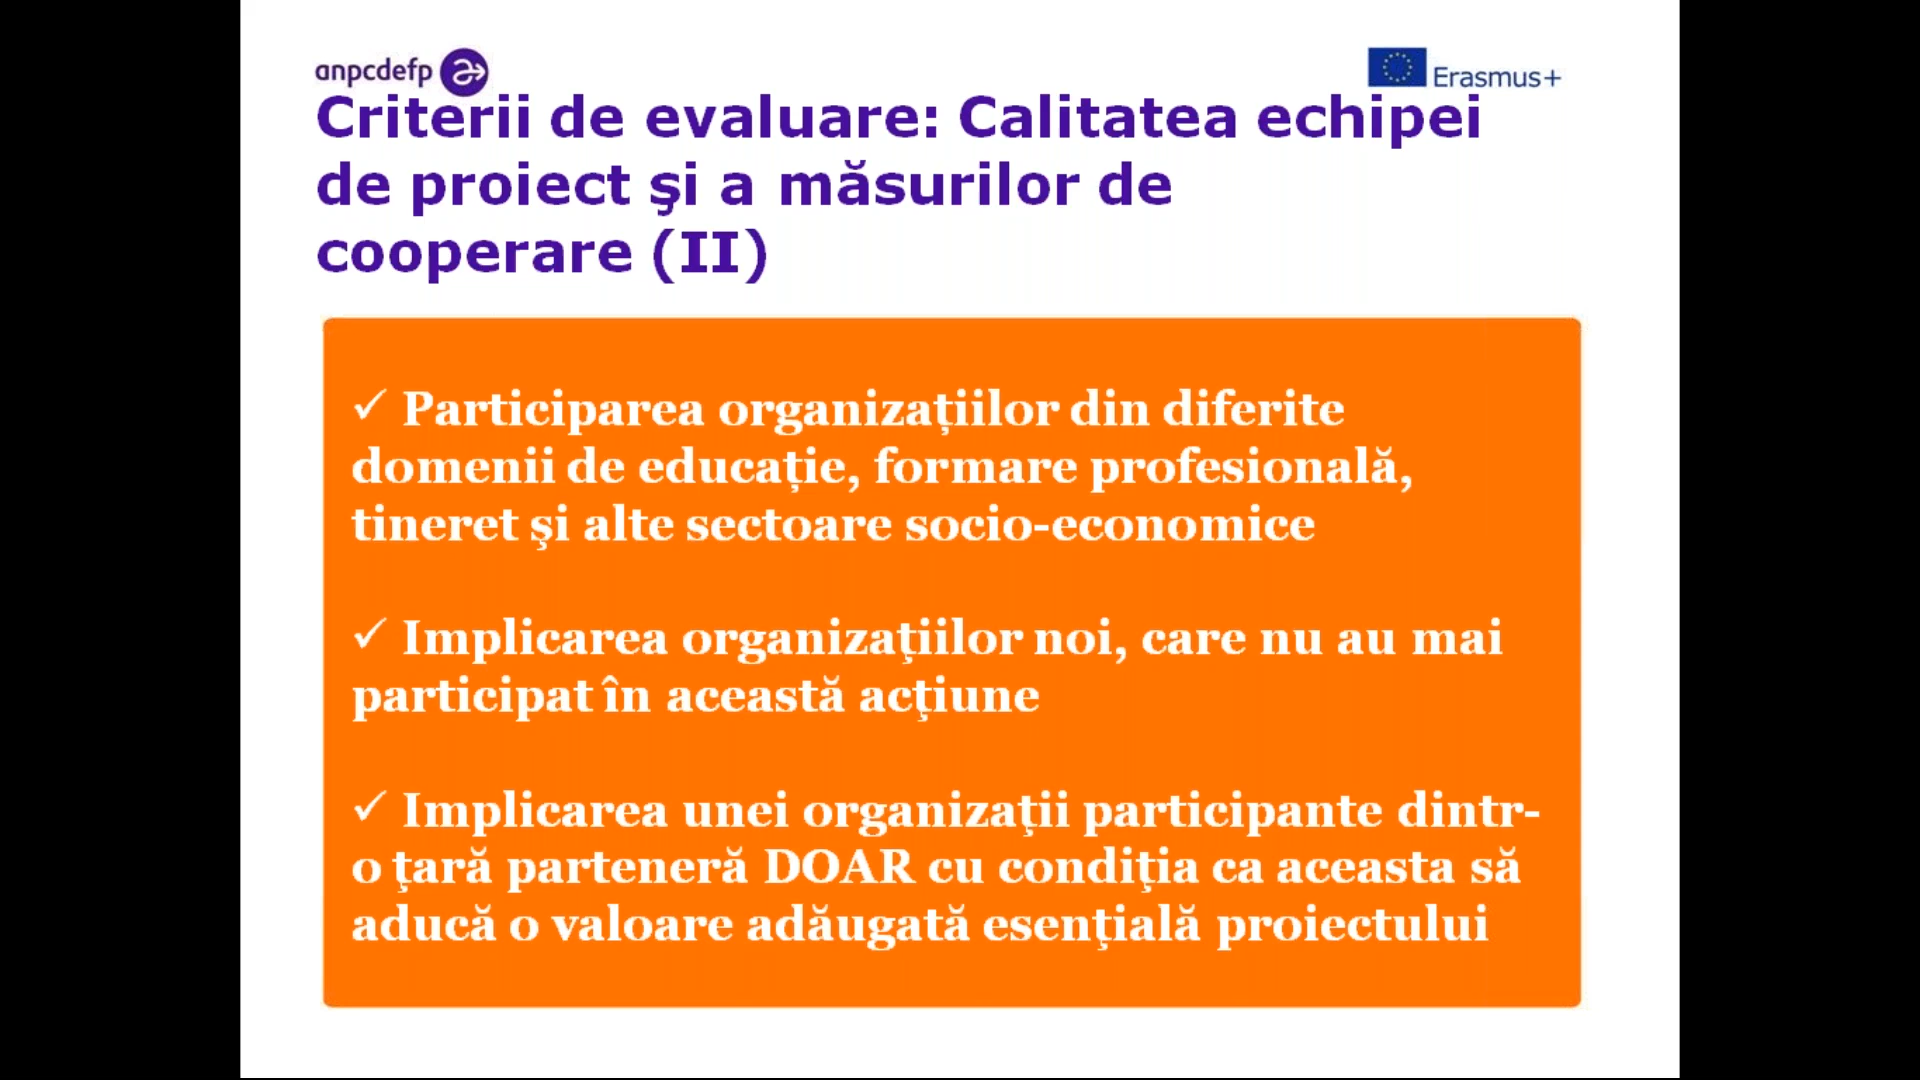 anpcdefp
Erasmus+
Criterii de evaluare: Calitatea echipei
de proiect şi a măsurilor de
cooperare (II)
✓ Participarea organizațiilor din diferite
domenii de educație, formare profesională,
tineret şi alte sectoare socio-economice
✓ Implicarea organizaţiilor noi, care nu au mai
participat în această acţiune
✓ Implicarea unei organizaţii participante dintr-
o ţară parteneră DOAR cu condiţia ca aceasta să
aducă o valoare adăugată esenţială proiectului